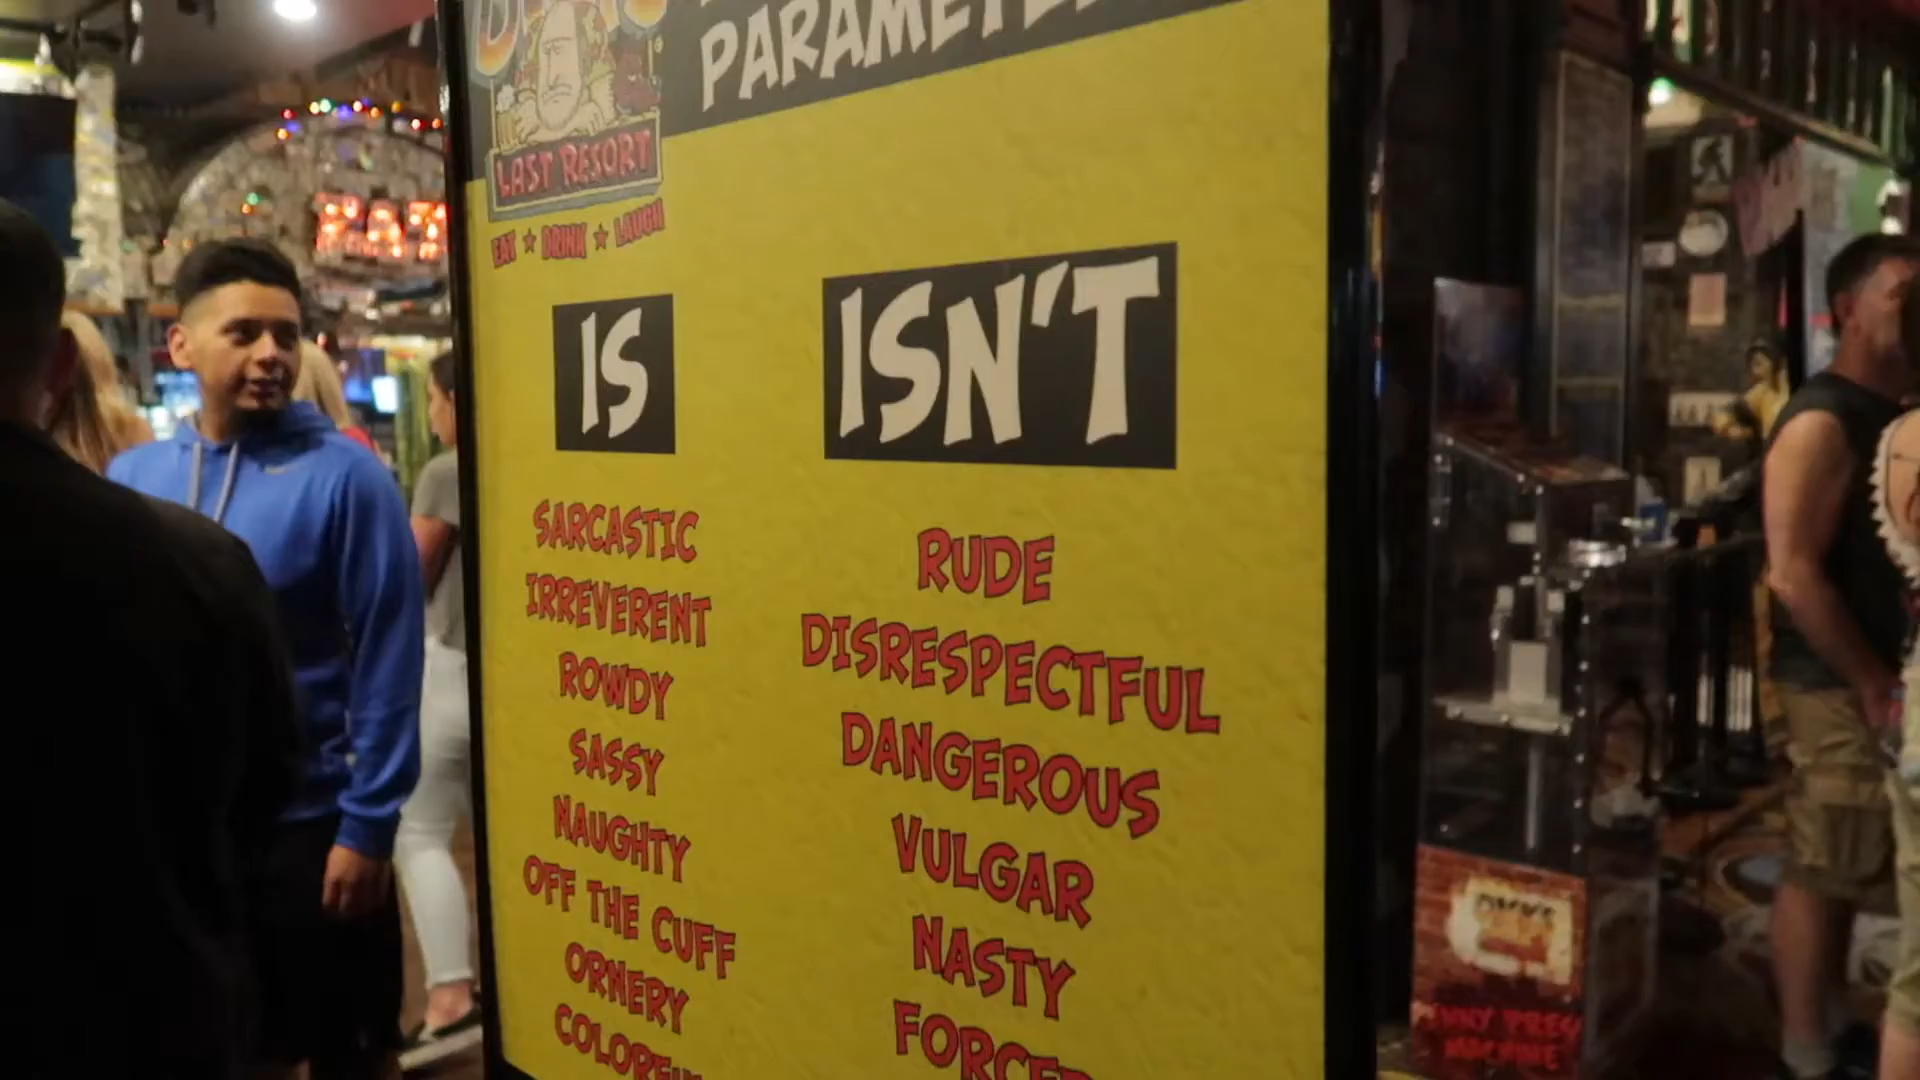 LAST RESORT
EAT ★ DRINK ★ LAUGH
IS
SARCASTIC
IRREVERENT
ROWDY
SASSY
NAUGHTY
OFF THE CUFF
ORNERY
ISN'T
RUDE
DISRESPECTFUL
DANGEROUS
VULGAR
NASTY
MACHINE